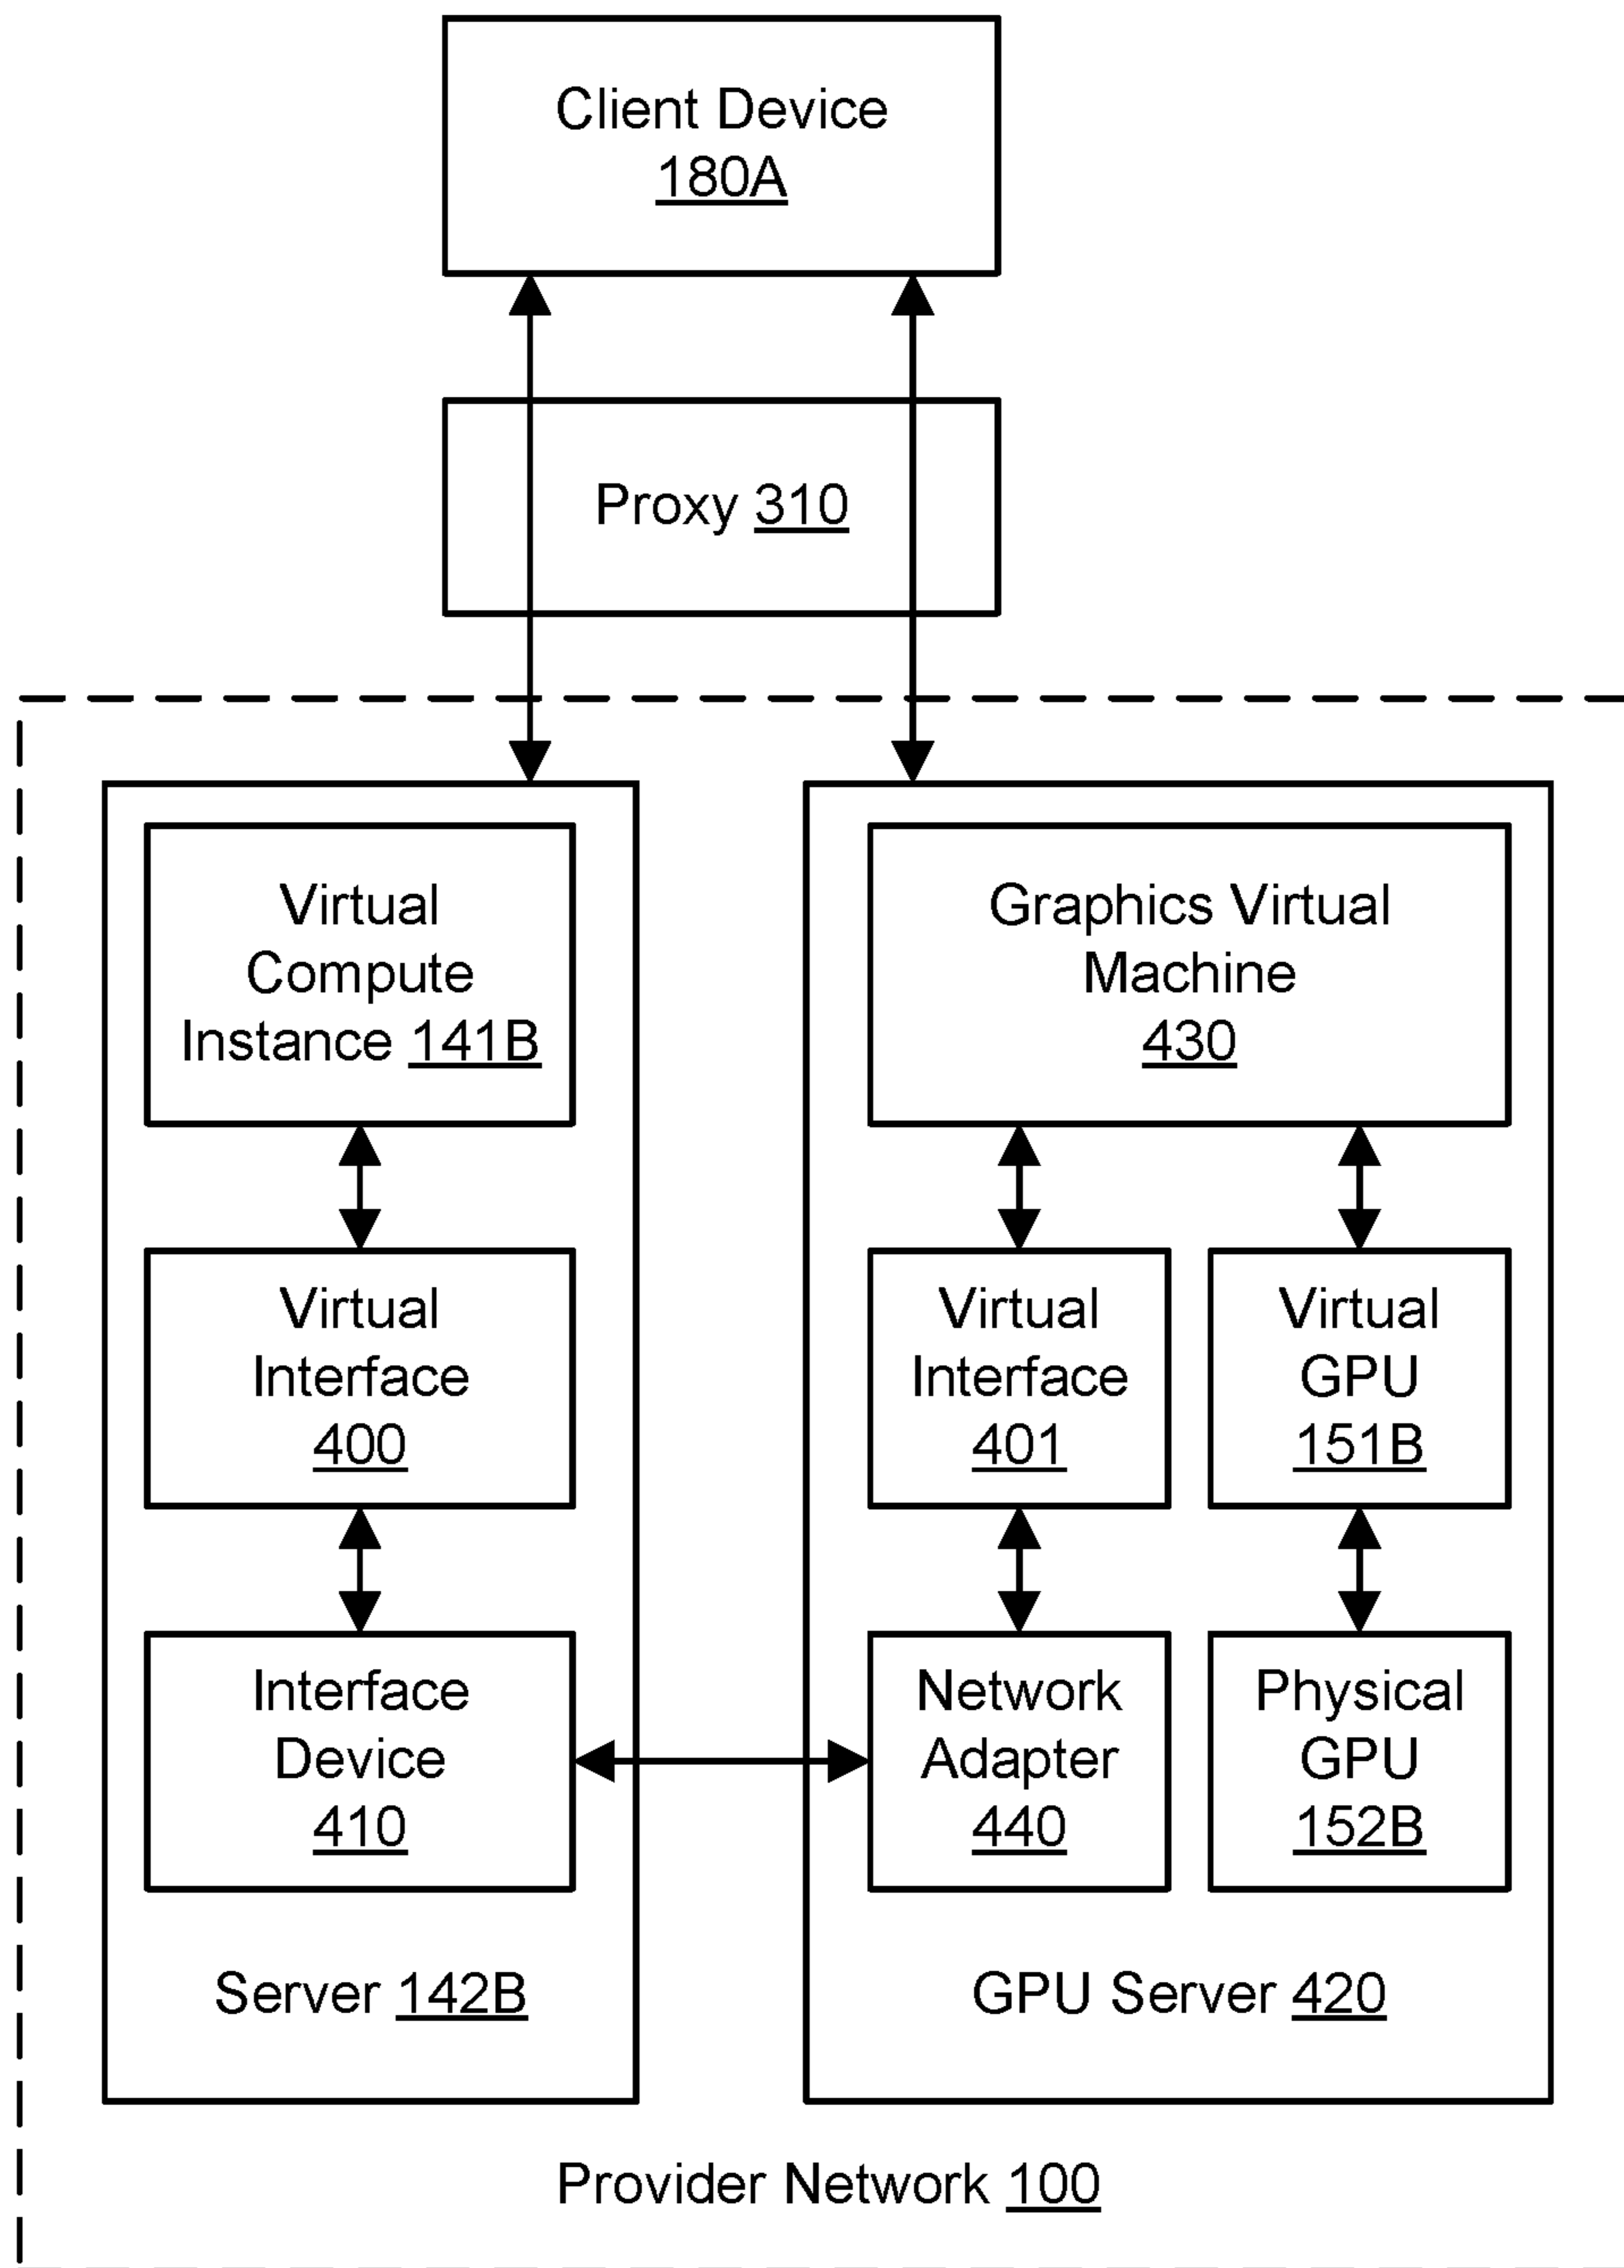 Client Device
180A
Proxy 310
Virtual
Compute
Instance 141B
Graphics Virtual
Machine
430
Virtual
Interface
400
Virtual
Interface
401
Virtual
GPU
151B
Interface
Device
410
Network
Adapter
440
Physical
GPU
152B
Server 142B
GPU Server 420
Provider Network 100